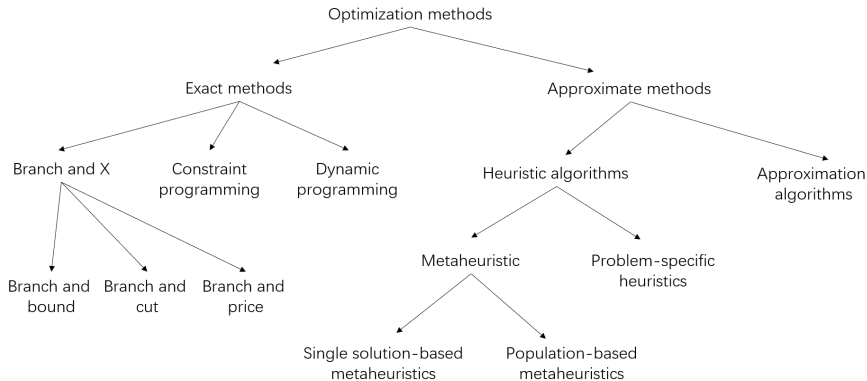 Optimization methods
Exact methods
Approximate methods
Branch and X
Constraint
programming
Dynamic
programming
Heuristic algorithms
Approximation
algorithms
Metaheuristic
Problem-specific
heuristics
Branch and
bound
Branch and
cut
Branch and
price
Single solution-based
metaheuristics
Population-based
metaheuristics